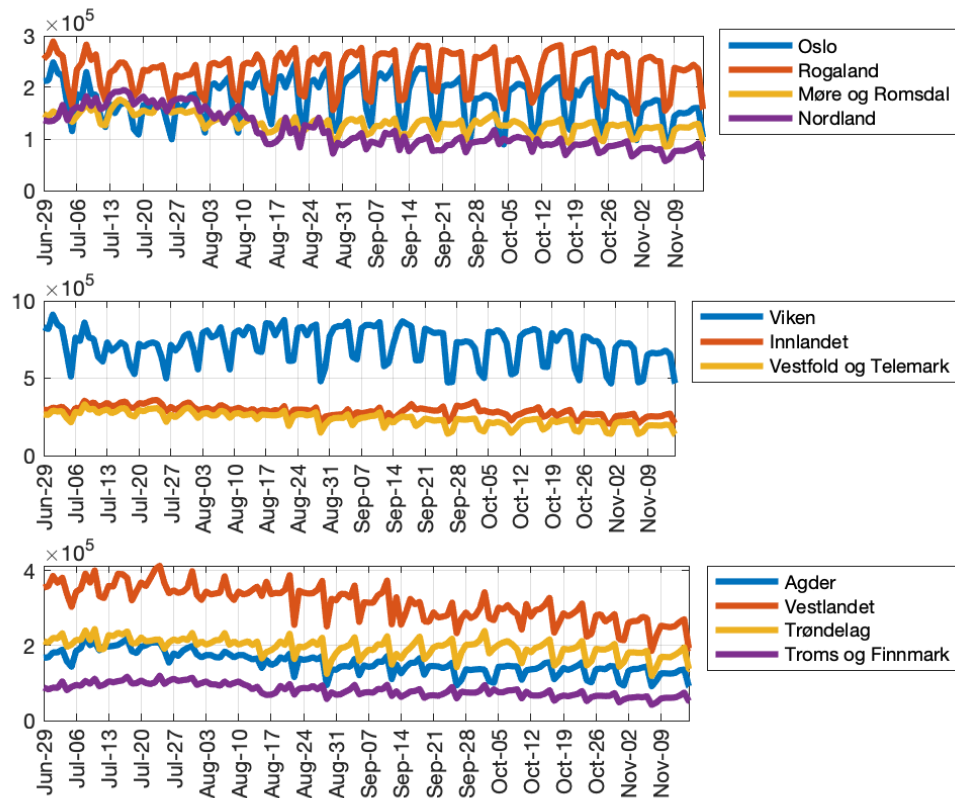 ×10⁵
3
2
1
0
Jun-29
Jul-06
Jul-13
Jul-20
Jul-27
Aug-03
Aug-10
Aug-17
Aug-24
Aug-31
Sep-07
Sep-14
Sep-21
Sep-28
Oct-05
Oct-12
Oct-19
Oct-26
Nov-02
Nov-09
Oslo
Rogaland
Møre og Romsdal
Nordland
×10⁵
10
5
0
Jun-29
Jul-06
Jul-13
Jul-20
Jul-27
Aug-03
Aug-10
Aug-17
Aug-24
Aug-31
Sep-07
Sep-14
Sep-21
Sep-28
Oct-05
Oct-12
Oct-19
Oct-26
Nov-02
Nov-09
Viken
Innlandet
Vestfold og Telemark
×10⁵
4
2
0
Jun-29
Jul-06
Jul-13
Jul-20
Jul-27
Aug-03
Aug-10
Aug-17
Aug-24
Aug-31
Sep-07
Sep-14
Sep-21
Sep-28
Oct-05
Oct-12
Oct-19
Oct-26
Nov-02
Nov-09
Agder
Vestlandet
Trøndelag
Troms og Finnmark